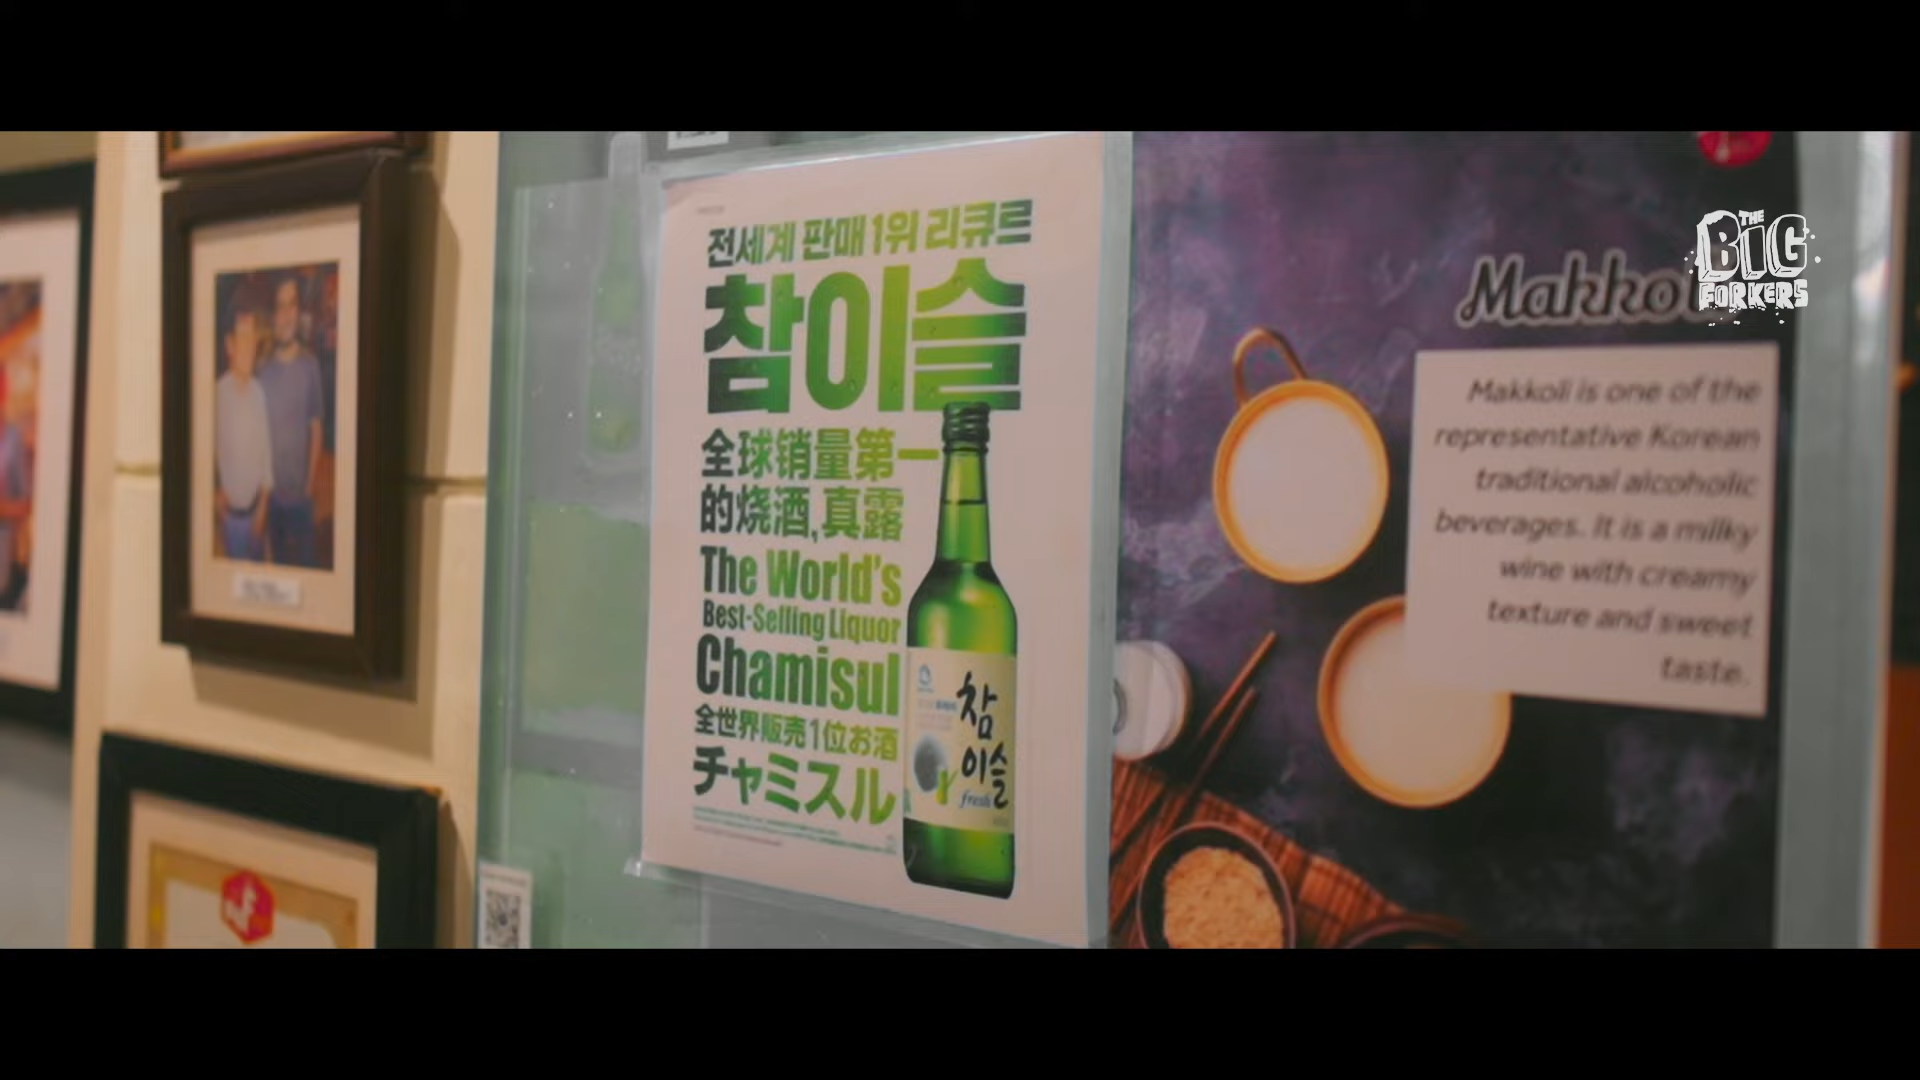 전세계 판매 1위 리큐르
참이슬
全球销量第一
的烧酒,真露
The World's
Best-Selling Liquor
Chamisul
全世界販売1位お酒
チャミスル
참
이슬
fresh
Makkol
Makkoli is one of the
representative Korean
traditional alcoholic
beverages. It is a milky
wine with creamy
texture and sweet
taste.
THE
BIG
FORKERS